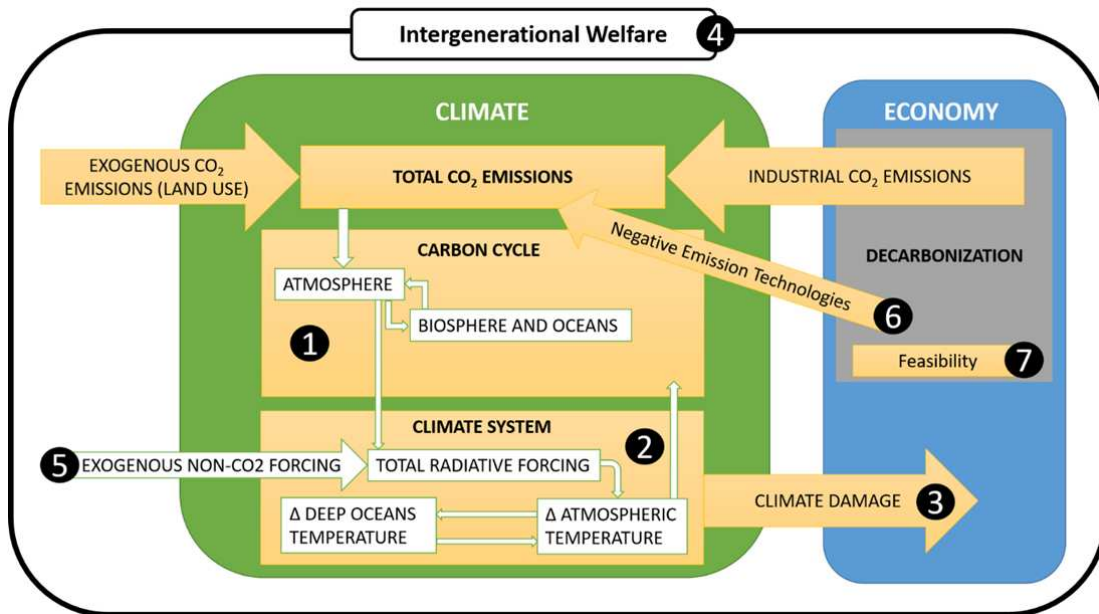 Intergenerational Welfare 4
CLIMATE
ECONOMY
EXOGENOUS CO₂
EMISSIONS (LAND USE)
TOTAL CO₂ EMISSIONS
INDUSTRIAL CO₂ EMISSIONS
Negative Emission Technologies
6
DECARBONIZATION
Feasibility 7
CARBON CYCLE
ATMOSPHERE
BIOSPHERE AND OCEANS
1
CLIMATE SYSTEM
2
5 EXOGENOUS NON-CO2 FORCING
TOTAL RADIATIVE FORCING
Δ DEEP OCEANS
TEMPERATURE
Δ ATMOSPHERIC
TEMPERATURE
CLIMATE DAMAGE 3